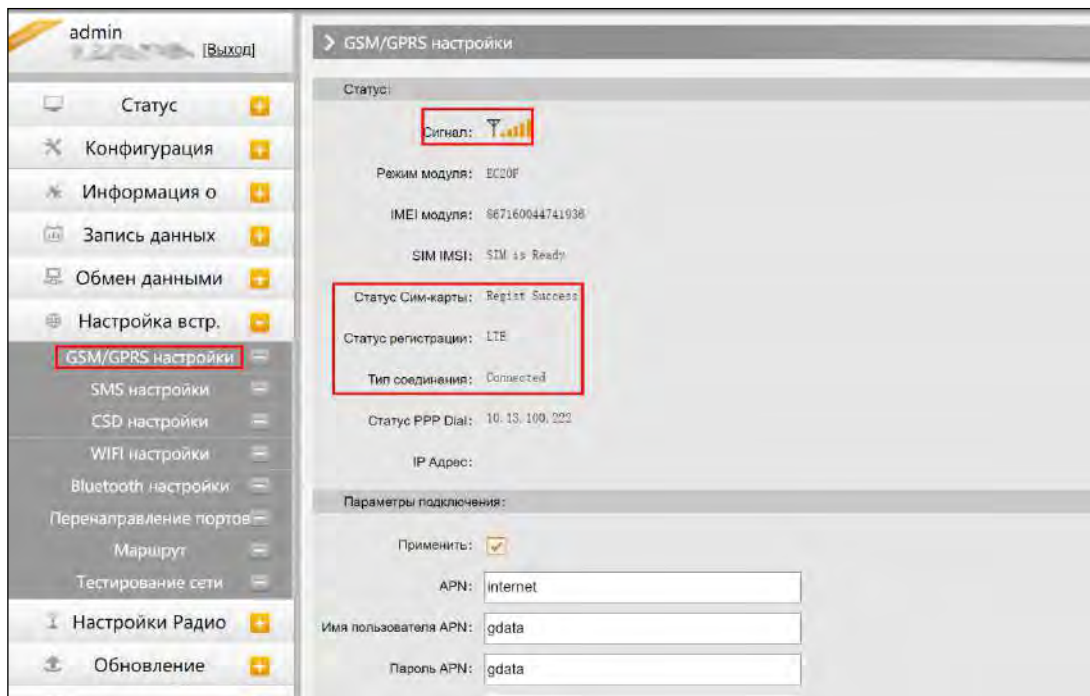 admin
[Выход]
Статус
Конфигурация
Информация о
Запись данных
Обмен данными
Настройка встр.
GSM/GPRS настройки
SMS настройки
CSD настройки
WIFI настройки
Bluetooth настройки
Перенаправление портов
Маршрут
Тестирование сети
Настройки Радио
Обновление
GSM/GPRS настройки
Статус:
Сигнал:
Режим модуля: EC20F
IMEI модуля: 867160044741936
SIM IMSI: SIM is Ready
Статус Сим-карты: Regist Success
Статус регистрации: LTE
Тип соединения: Connected
Статус PPP Dial: 10.13.100.222
IP Адрес:
Параметры подключения:
Применить:
APN: internet
Имя пользователя APN: gdata
Пароль APN: gdata